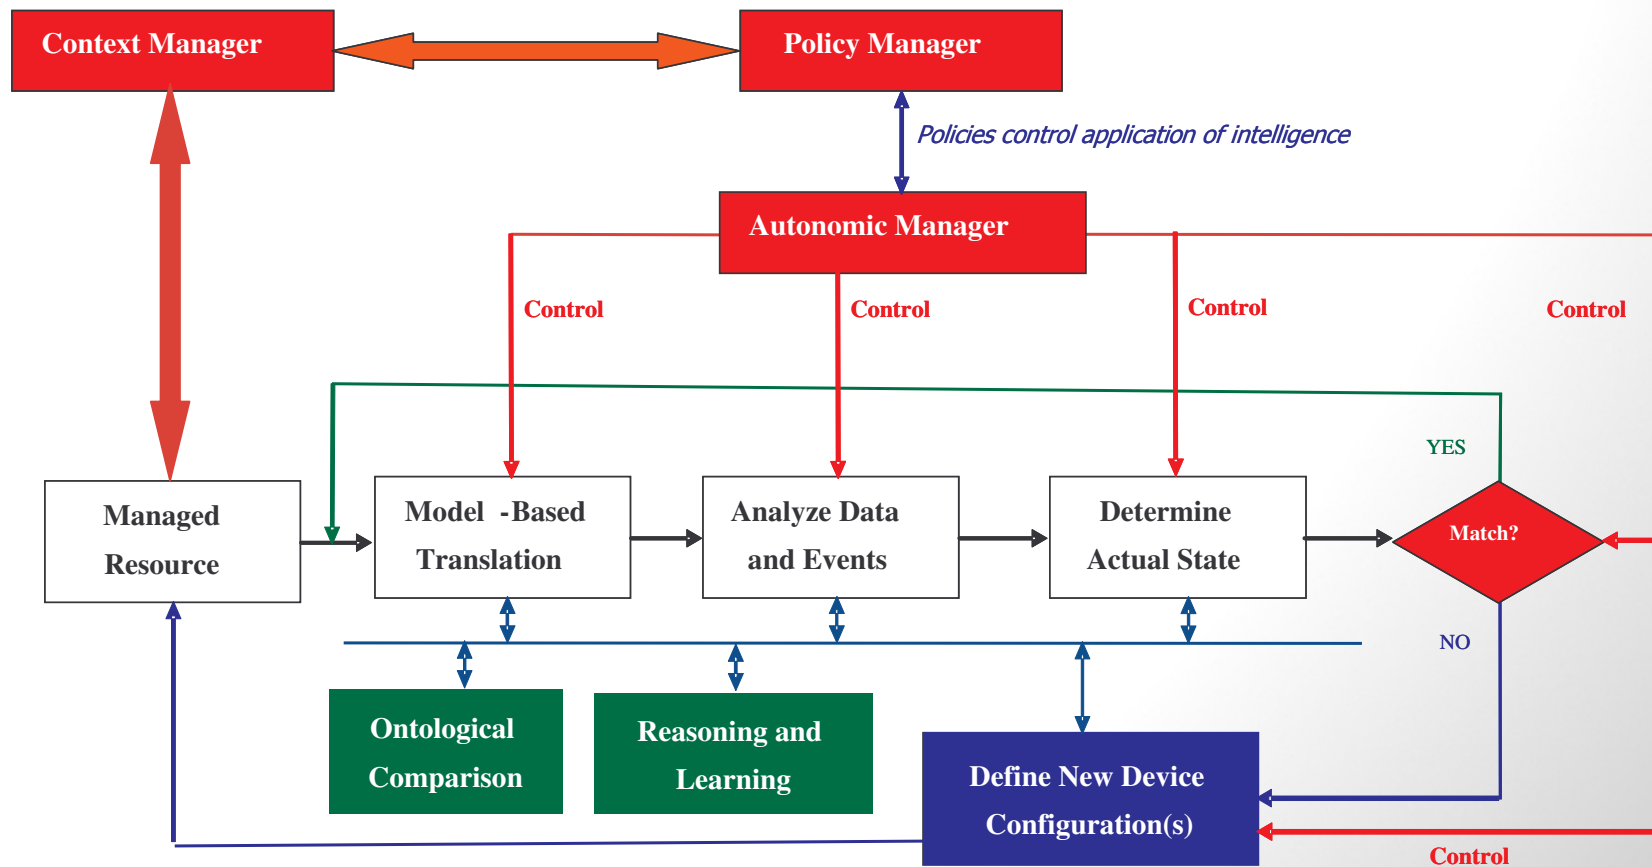 Context Manager
Policy Manager
Policies control application of intelligence
Autonomic Manager
Control
Control
Control
Control
YES
Managed
Resource
Model -Based
Translation
Analyze Data
and Events
Determine
Actual State
Match?
NO
Ontological
Comparison
Reasoning and
Learning
Define New Device
Configuration(s)
Control